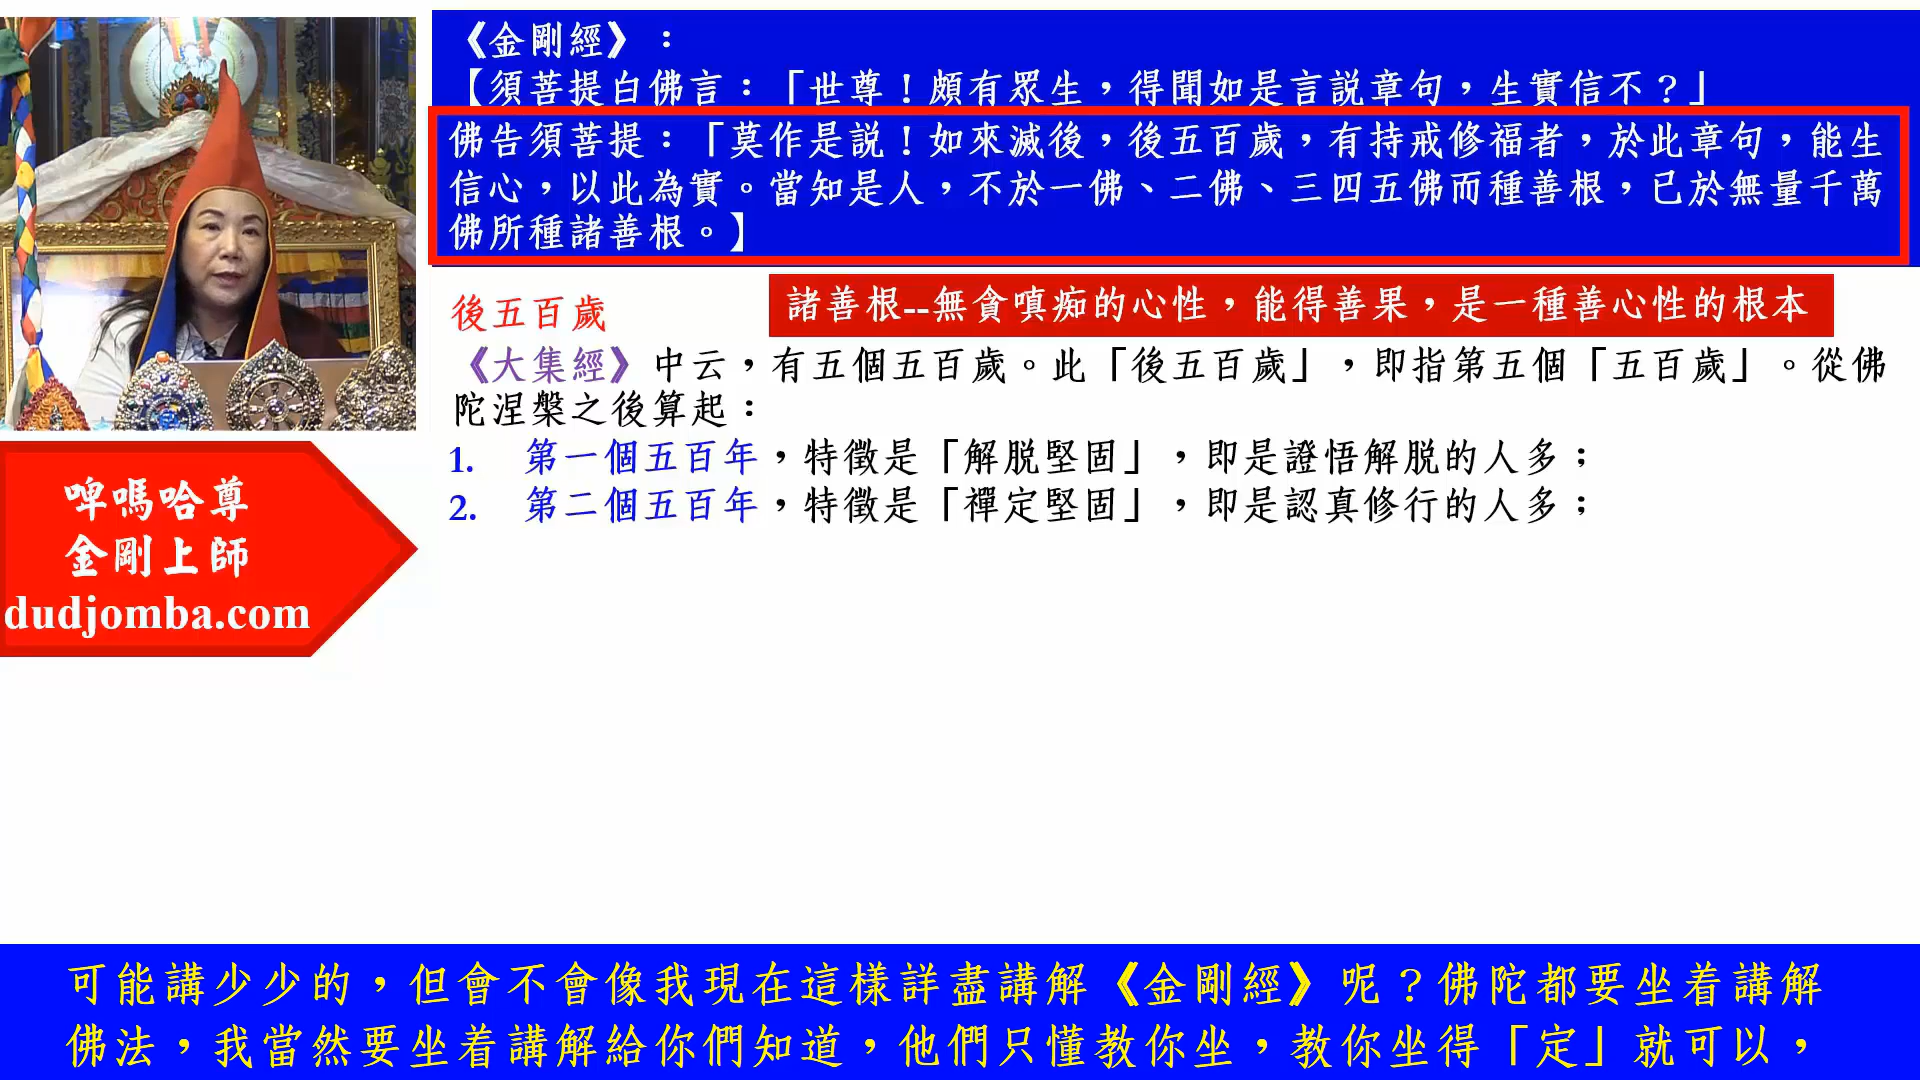 《金剛經》：
【須菩提白佛言：「世尊！頗有眾生，得聞如是言説章句，生實信不？」
佛告須菩提：「莫作是説！如來滅後，後五百歲，有持戒修福者，於此章句，能生
信心，以此為實。當知是人，不於一佛、二佛、三四五佛而種善根，已於無量千萬
佛所種諸善根。】
諸善根--無貪嗔痴的心性，能得善果，是一種善心性的根本
後五百歲
《大集經》中云，有五個五百歲。此「後五百歲」，即指第五個「五百歲」。從佛
陀涅槃之後算起：
1. 第一個五百年，特徵是「解脱堅固」，即是證悟解脱的人多；
2. 第二個五百年，特徵是「禪定堅固」，即是認真修行的人多；
啤嗎哈尊
金剛上師
dudjomba.com
可能講少少的，但會不會像我現在這樣詳盡講解《金剛經》呢？佛陀都要坐着講解
佛法，我當然要坐着講解給你們知道，他們只懂教你坐，教你坐得「定」就可以，